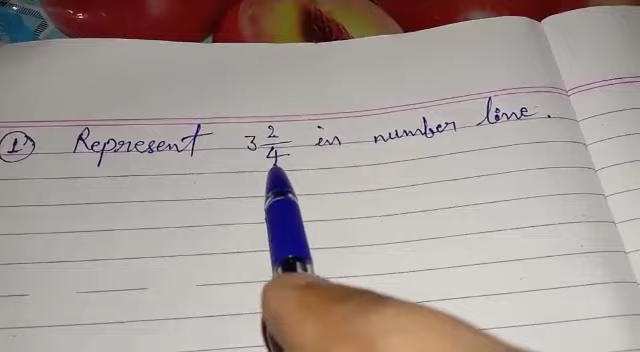 ① Represent 3 2/4 in number line.